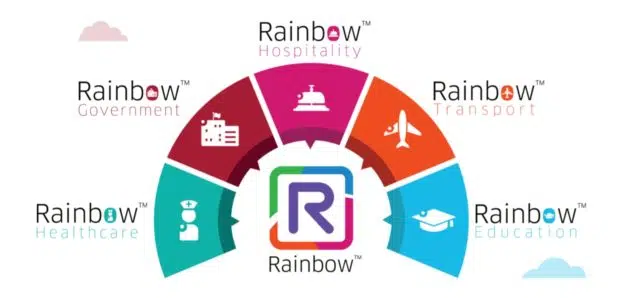 Rainbow™
Hospitality
Rainbow™
Government
Rainbow™
Transport
Rainbow™
Healthcare
Rainbow™
Education
R
Rainbow™